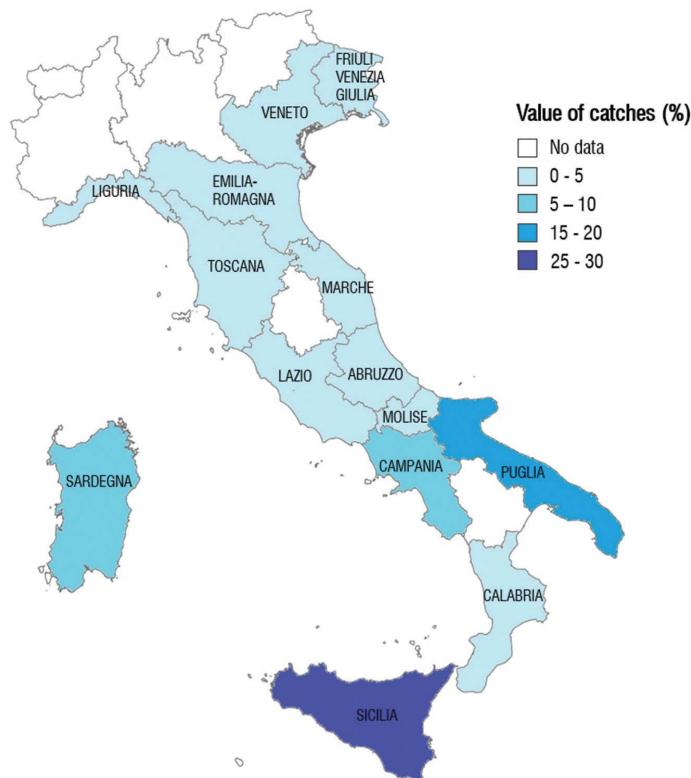 FRIULI
VENEZIA
GIULIA
VENETO
Value of catches (%)
No data
0 - 5
5 – 10
15 - 20
25 - 30
LIGURIA
EMILIA-
ROMAGNA
TOSCANA
MARCHE
LAZIO
ABRUZZO
MOLISE
CAMPANIA
PUGLIA
SARDEGNA
CALABRIA
SICILIA